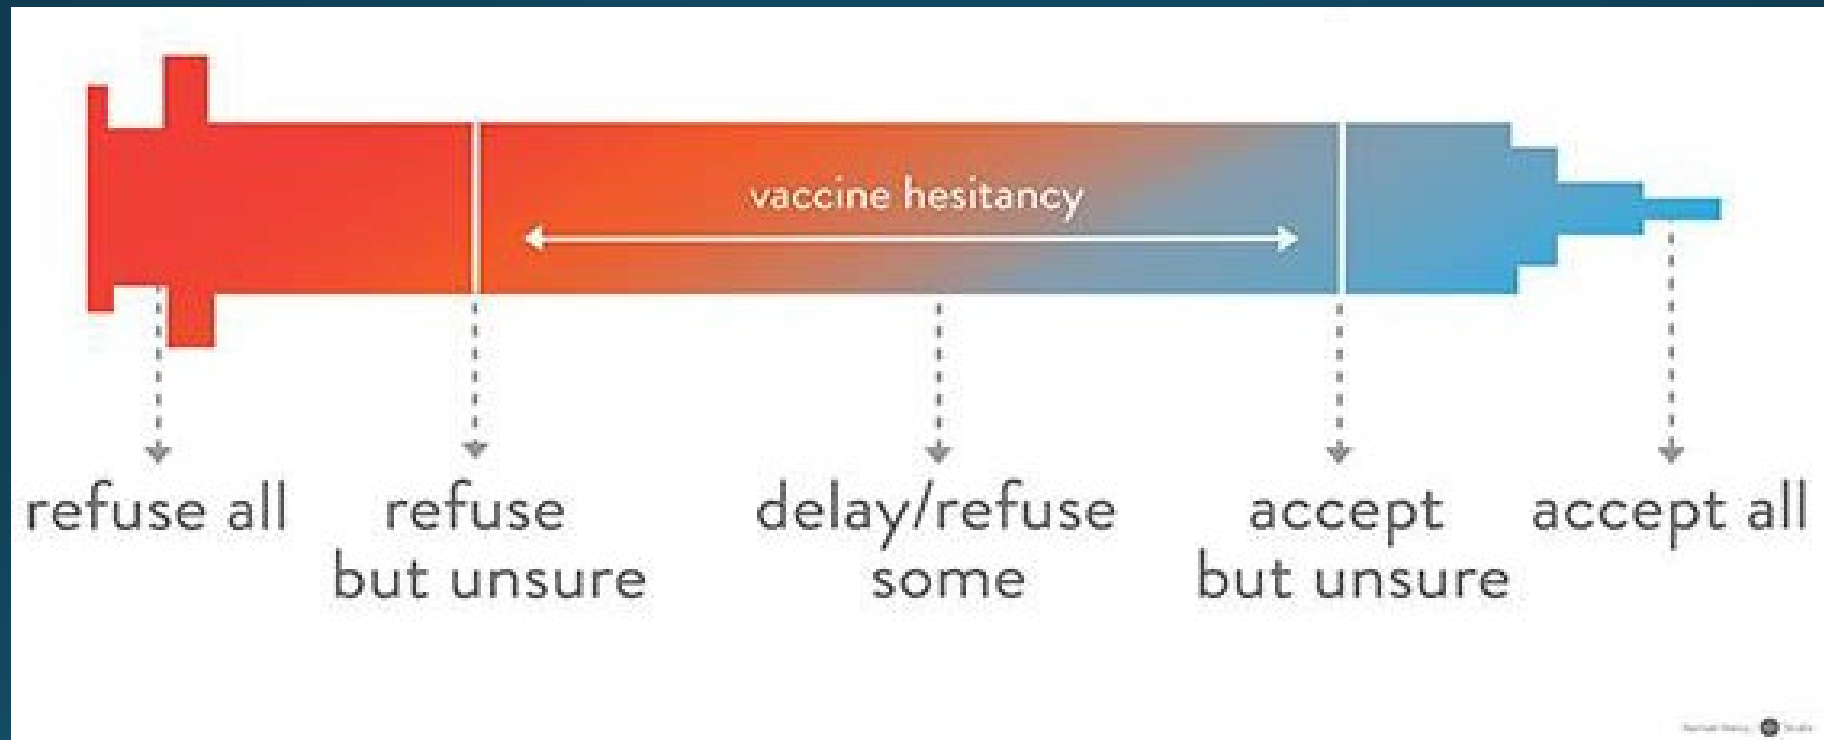 vaccine hesitancy
refuse all
refuse
but unsure
delay/refuse
some
accept
but unsure
accept all